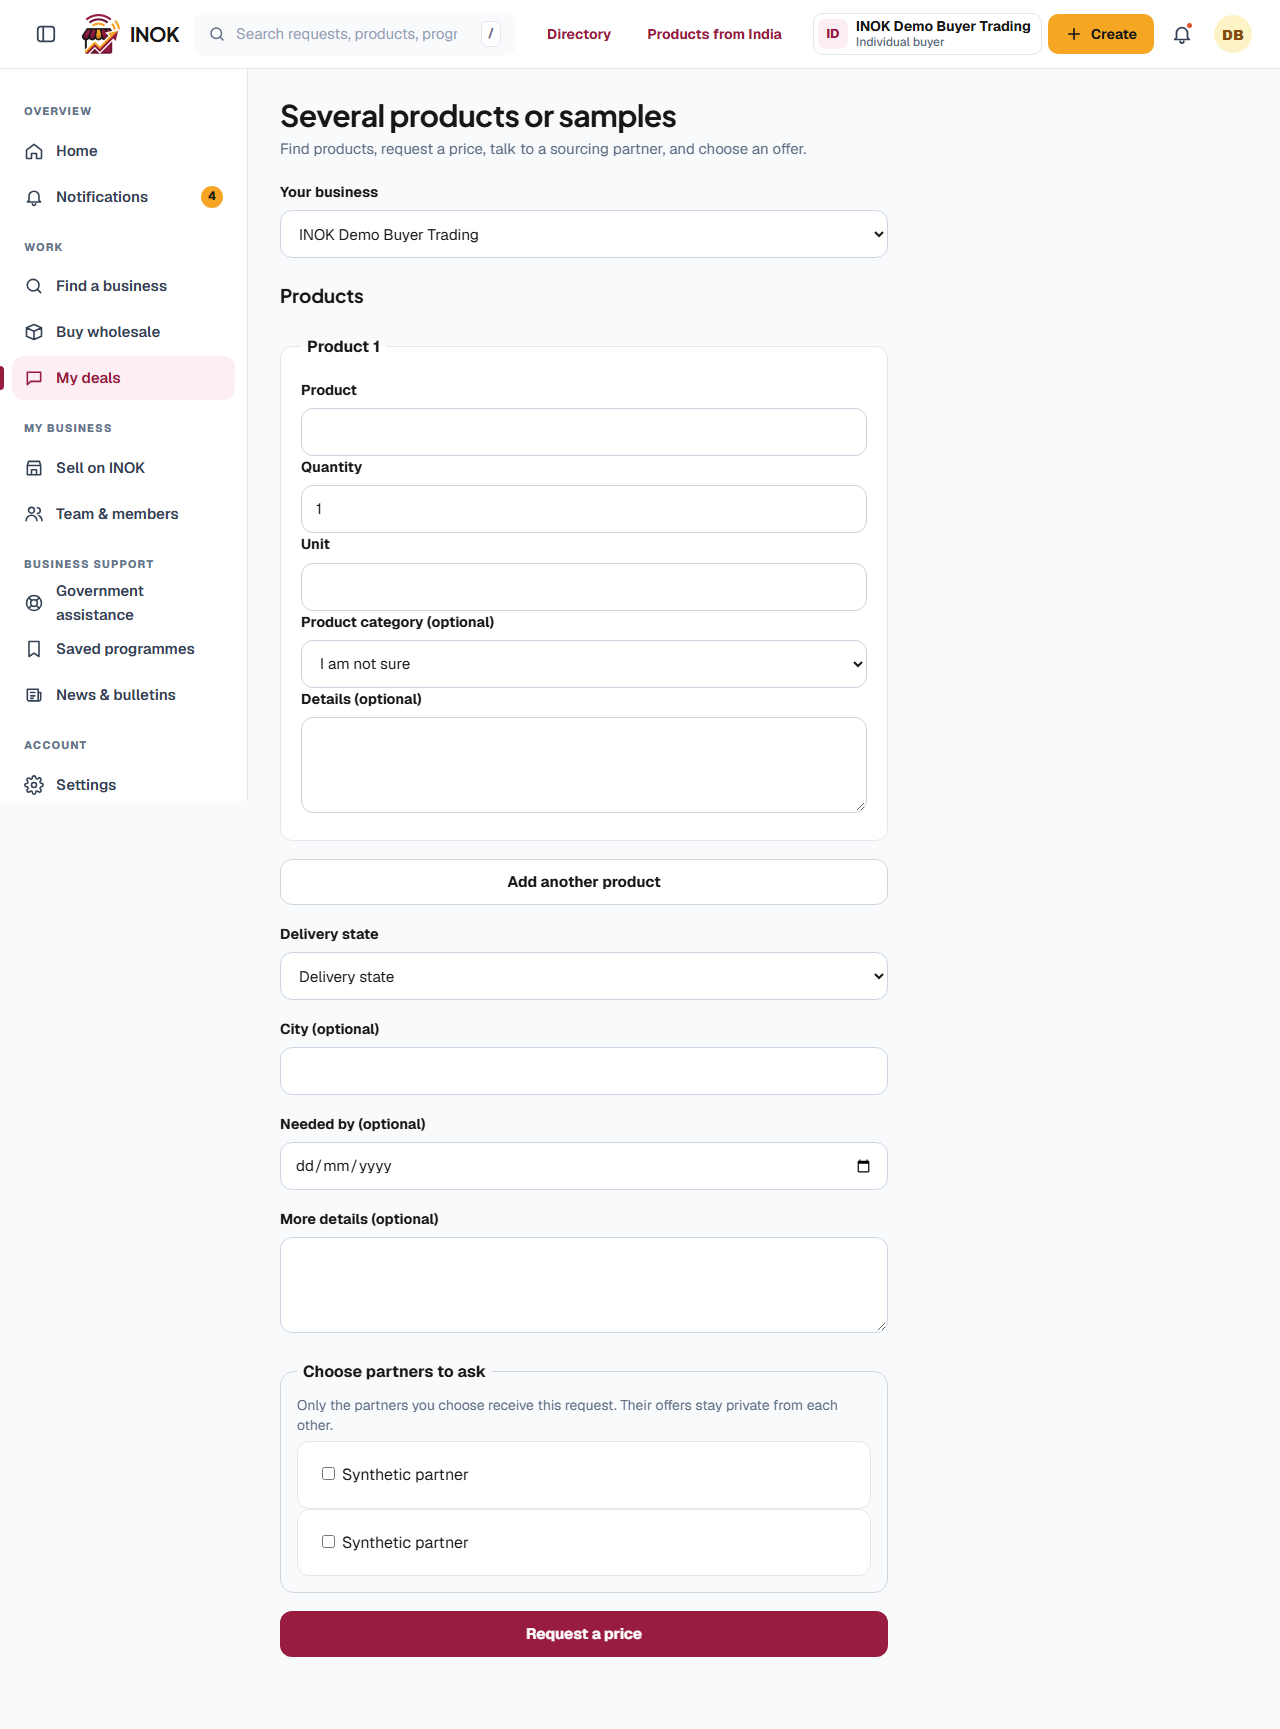 INOK
Search requests, products, progr
/
Directory
Products from India
ID
INOK Demo Buyer Trading
Individual buyer
Create
DB
OVERVIEW
Home
Notifications
4
WORK
Find a business
Buy wholesale
My deals
MY BUSINESS
Sell on INOK
Team & members
BUSINESS SUPPORT
Government
assistance
Saved programmes
News & bulletins
ACCOUNT
Settings
Several products or samples
Find products, request a price, talk to a sourcing partner, and choose an offer.
Your business
INOK Demo Buyer Trading
Products
Product 1
Product
Quantity
1
Unit
Product category (optional)
I am not sure
Details (optional)
Add another product
Delivery state
Delivery state
City (optional)
Needed by (optional)
dd/mm/yyyy
More details (optional)
Choose partners to ask
Only the partners you choose receive this request. Their offers stay private from each
other.
Synthetic partner
Synthetic partner
Request a price